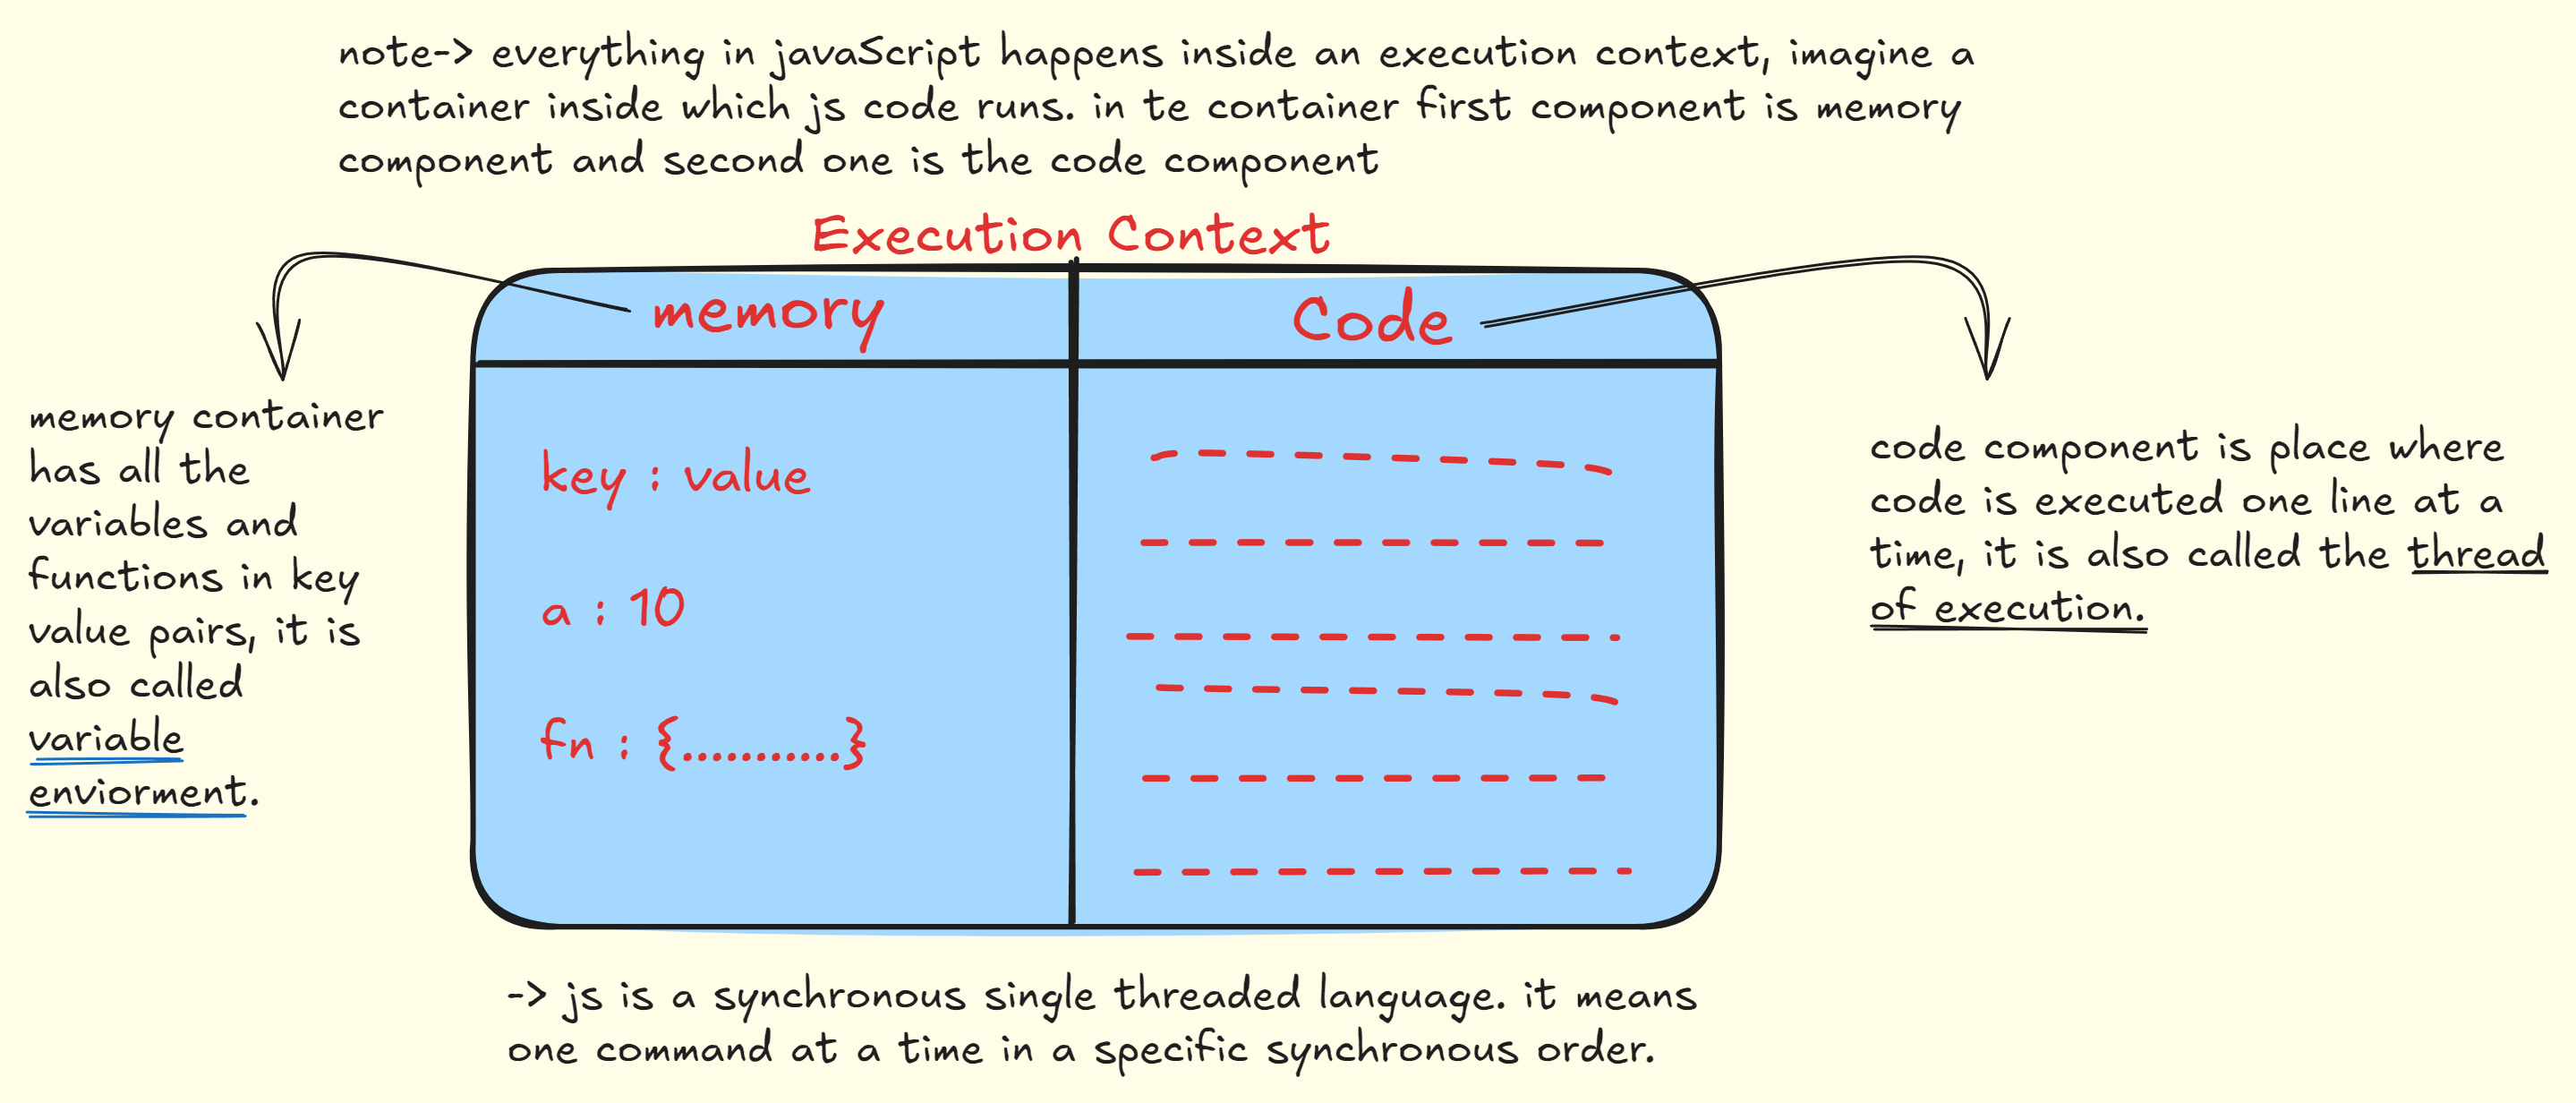 note-> everything in javaScript happens inside an execution context, imagine a
container inside which js code runs. in te container first component is memory
component and second one is the code component
Execution Context
memory
Code
memory container
has all the
variables and
functions in key
value pairs, it is
also called
variable
enviorment.
key : value
a : 10
fn : {...........}
code component is place where
code is executed one line at a
time, it is also called the thread
of execution.
-> js is a synchronous single threaded language. it means
one command at a time in a specific synchronous order.